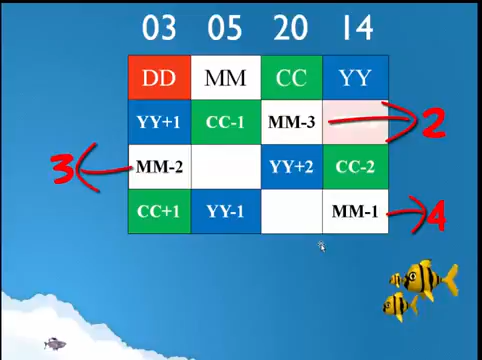 03 05 20 14
DD MM CC YY
YY+1 CC-1 MM-3 2
3 MM-2 YY+2 CC-2
CC+1 YY-1 MM-1 4